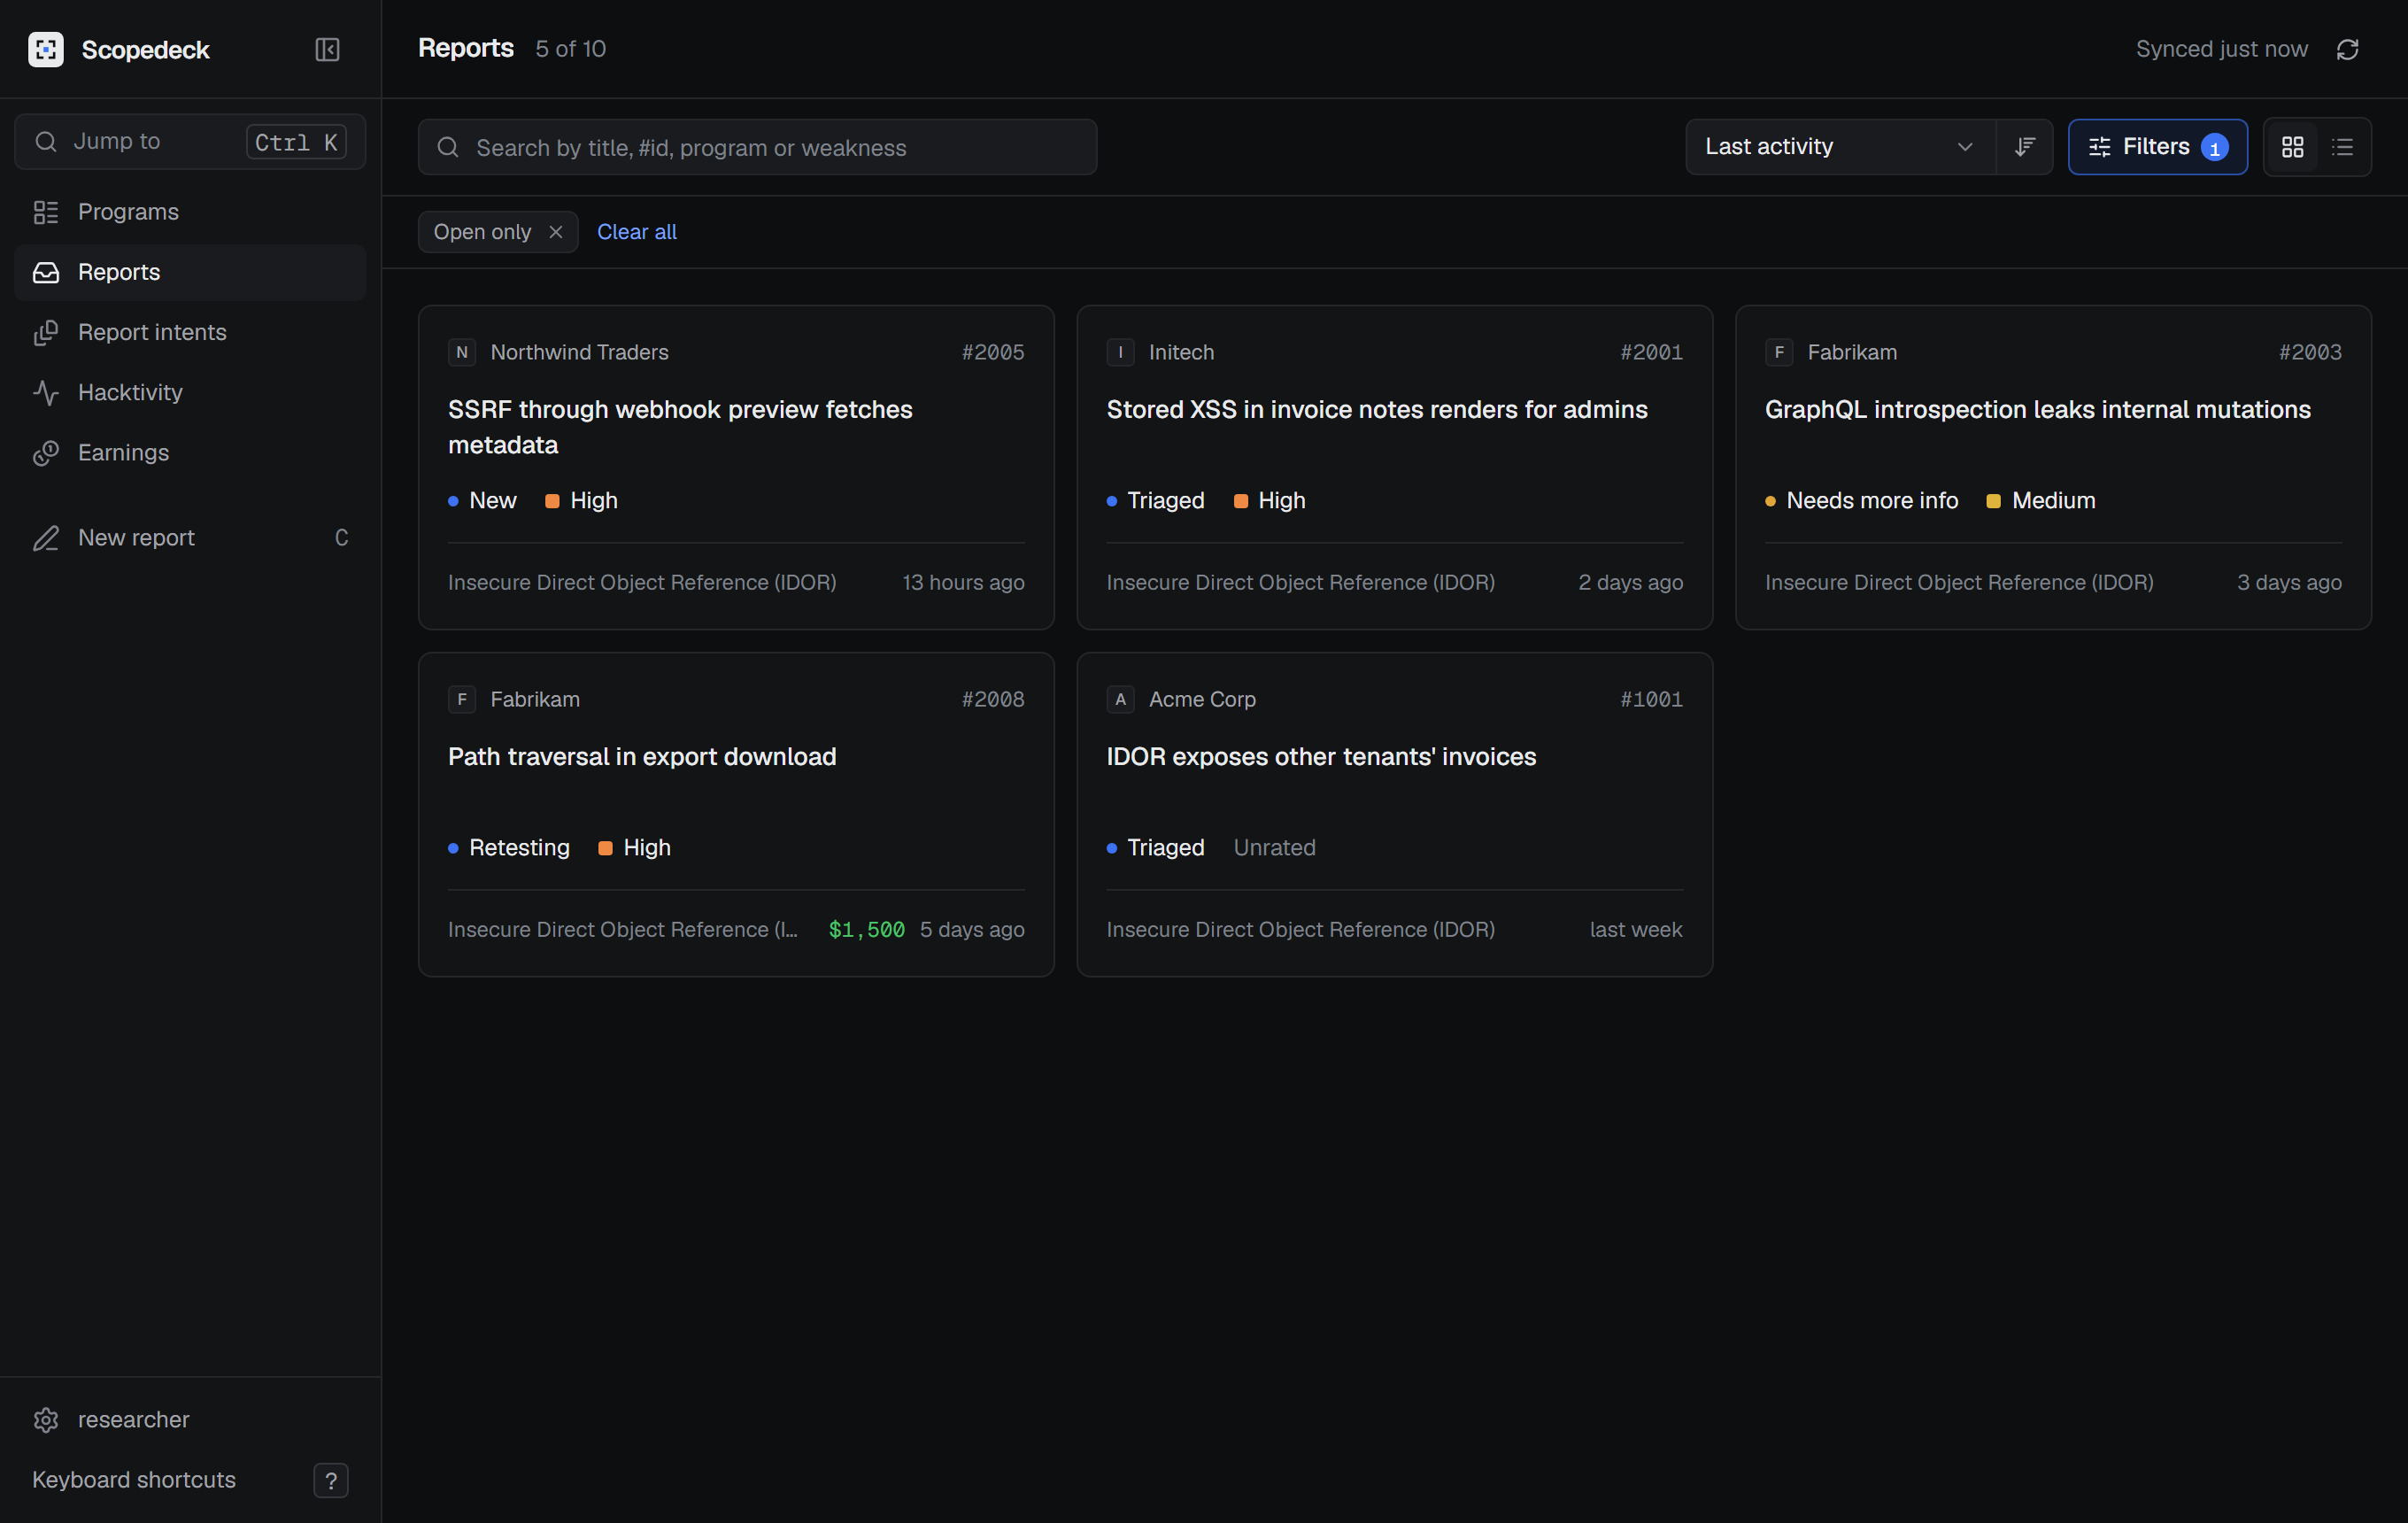 Scopedeck
Jump to
Ctrl K
Programs
Reports
Report intents
Hacktivity
Earnings
New report C
researcher
Keyboard shortcuts ?
Reports 5 of 10
Synced just now
Search by title, #id, program or weakness
Last activity
Filters 1
Open only
Clear all
N Northwind Traders #2005
SSRF through webhook preview fetches
metadata
New High
Insecure Direct Object Reference (IDOR) 13 hours ago
I Initech #2001
Stored XSS in invoice notes renders for admins
Triaged High
Insecure Direct Object Reference (IDOR) 2 days ago
F Fabrikam #2003
GraphQL introspection leaks internal mutations
Needs more info Medium
Insecure Direct Object Reference (IDOR) 3 days ago
F Fabrikam #2008
Path traversal in export download
Retesting High
Insecure Direct Object Reference (I... $1,500 5 days ago
A Acme Corp #1001
IDOR exposes other tenants' invoices
Triaged Unrated
Insecure Direct Object Reference (IDOR) last week